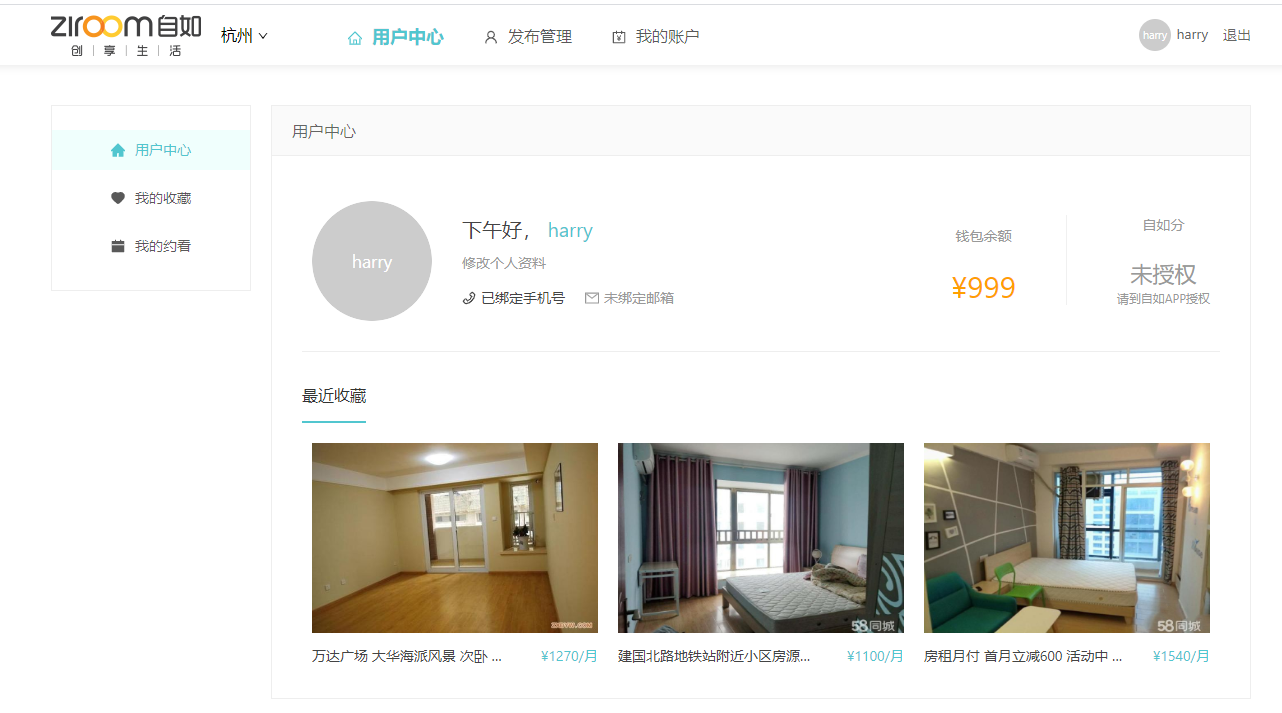 ziroom 自如
创 | 享 | 生 | 活
杭州
用户中心
发布管理
我的账户
harry
harry
退出
用户中心
我的收藏
我的约看
用户中心
harry
下午好， harry
修改个人资料
已绑定手机号 未绑定邮箱
钱包余额
¥999
自如分
未授权
请到自如APP授权
最近收藏
58同城
58同城
万达广场 大华海派风景 次卧 ...
¥1270/月
建国北路地铁站附近小区房源...
¥1100/月
房租月付 首月立减600 活动中 ...
¥1540/月